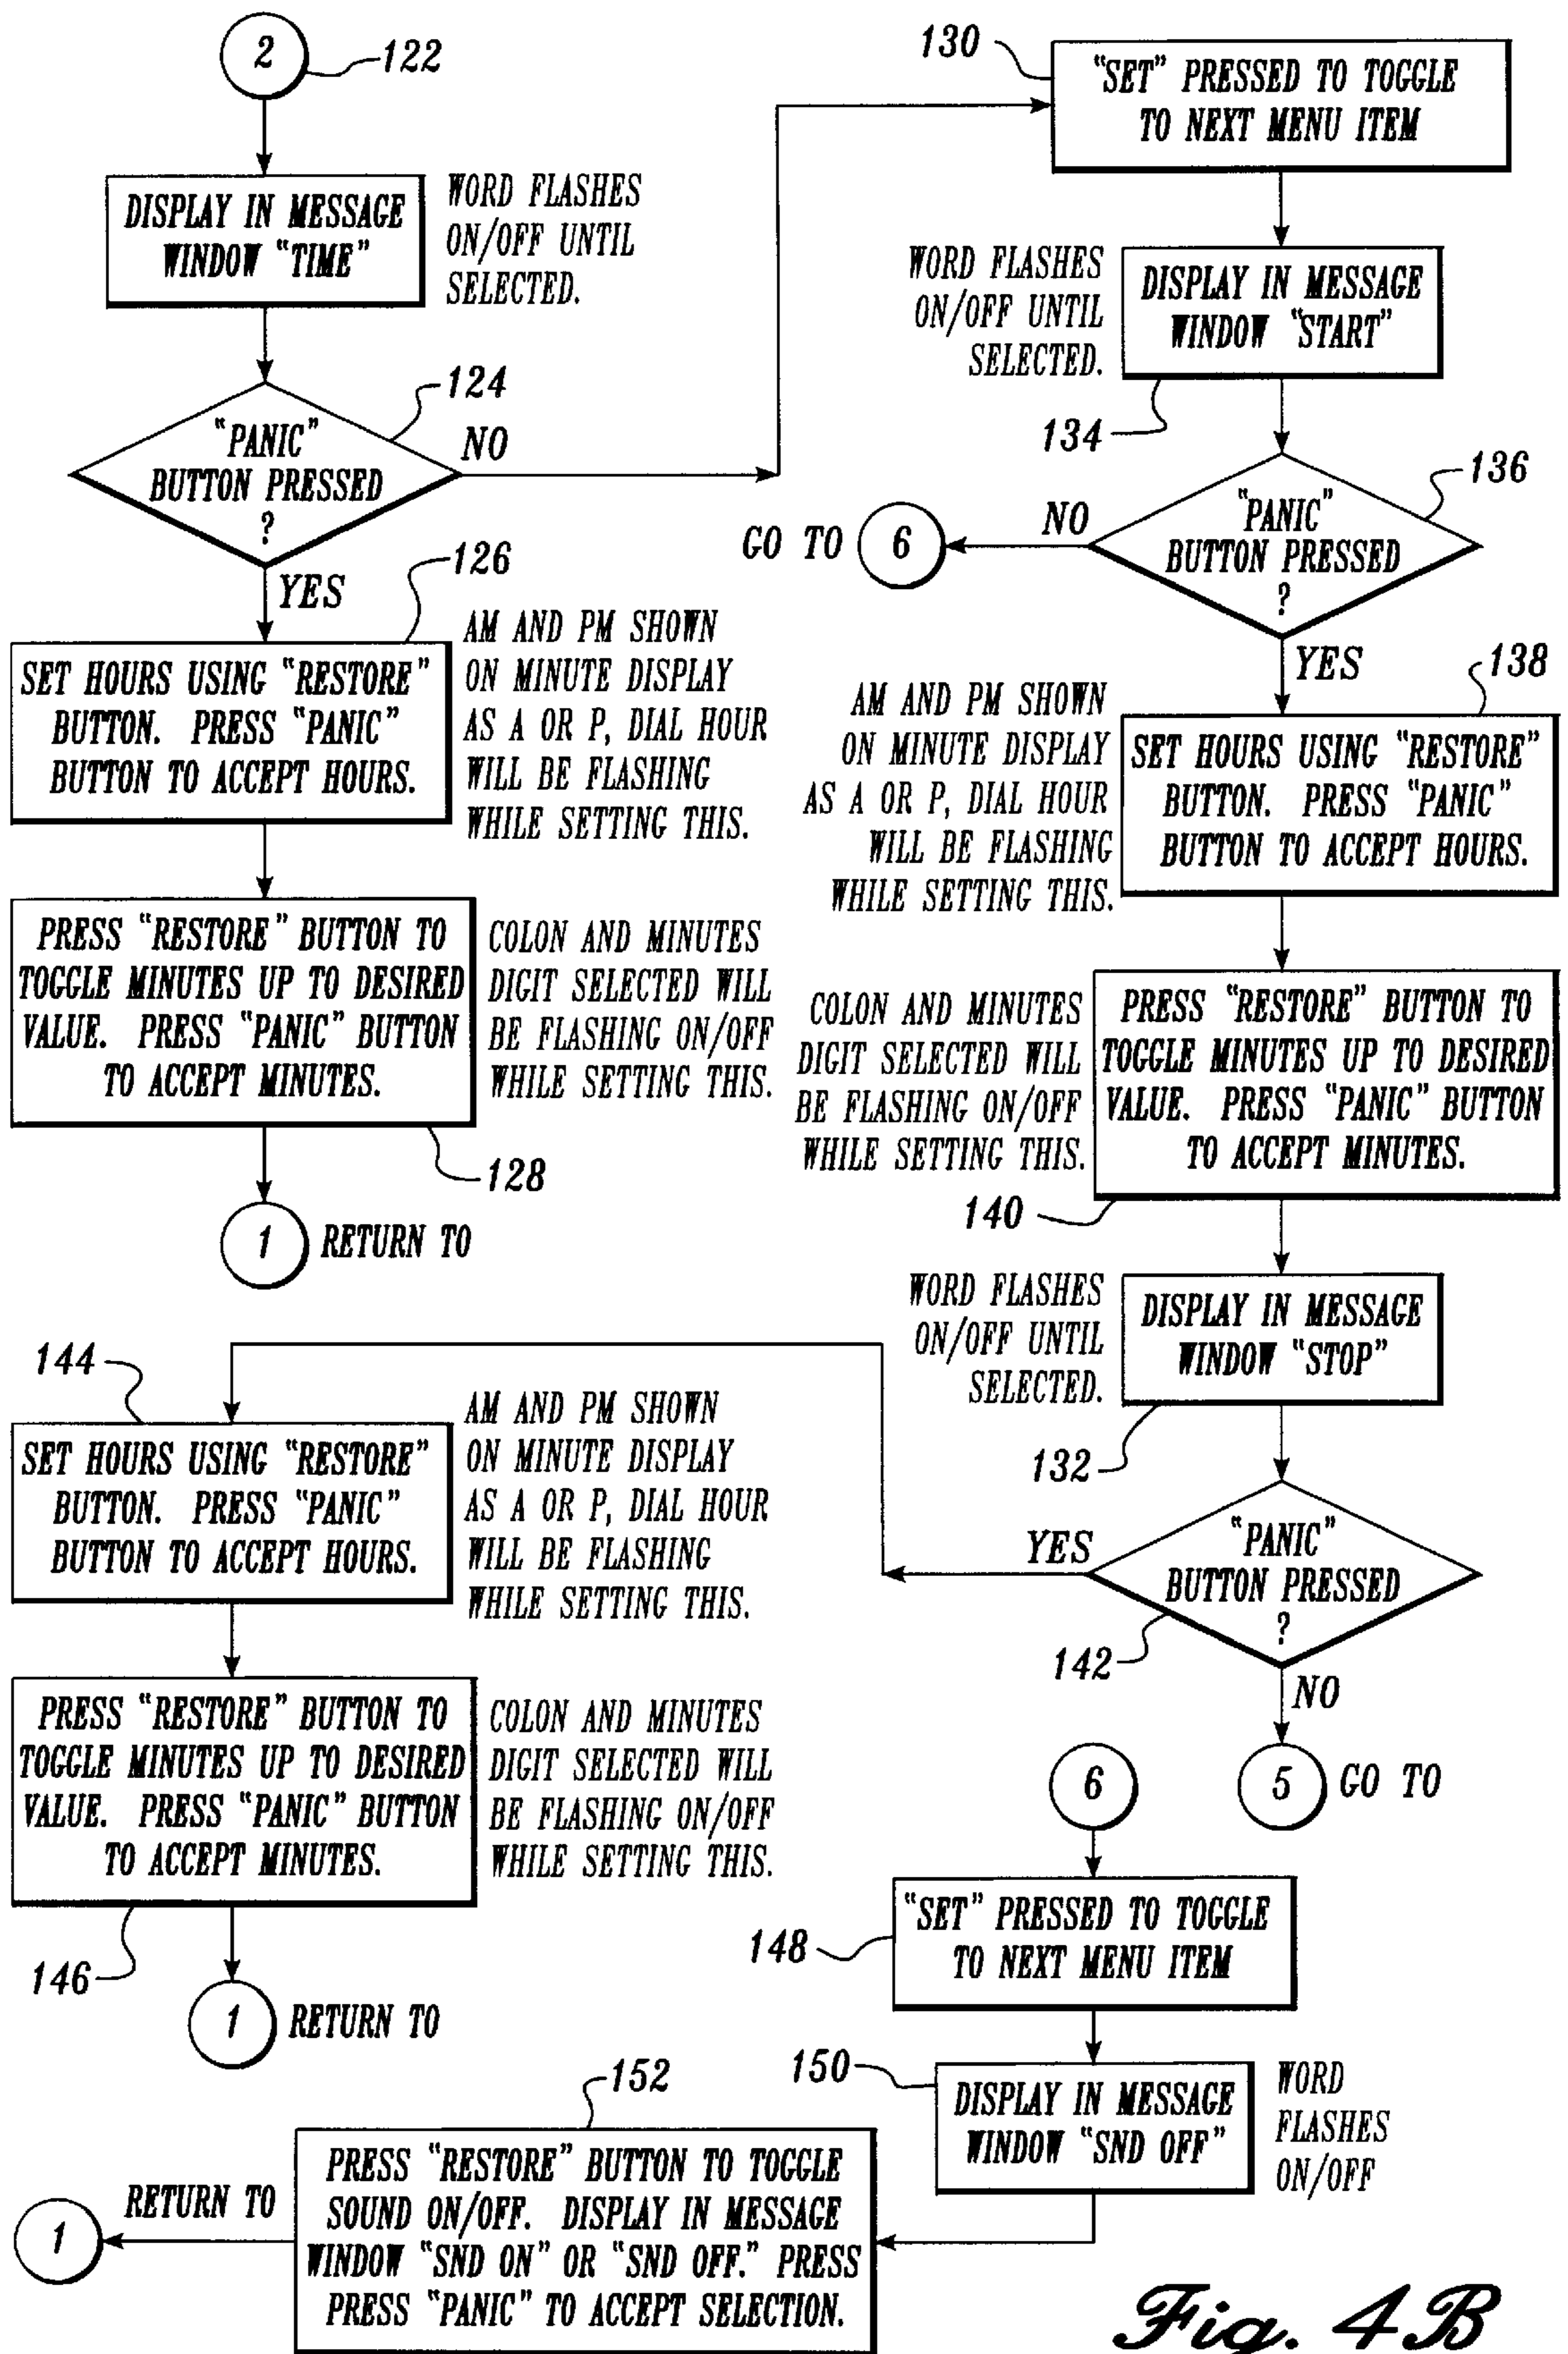 2
122
DISPLAY IN MESSAGE
WINDOW "TIME"
WORD FLASHES
ON/OFF UNTIL
SELECTED.
124
"PANIC"
BUTTON PRESSED
?
NO
YES
126
SET HOURS USING "RESTORE"
BUTTON. PRESS "PANIC"
BUTTON TO ACCEPT HOURS.
AM AND PM SHOWN
ON MINUTE DISPLAY
AS A OR P, DIAL HOUR
WILL BE FLASHING
WHILE SETTING THIS.
PRESS "RESTORE" BUTTON TO
TOGGLE MINUTES UP TO DESIRED
VALUE. PRESS "PANIC" BUTTON
TO ACCEPT MINUTES.
COLON AND MINUTES
DIGIT SELECTED WILL
BE FLASHING ON/OFF
WHILE SETTING THIS.
128
1 RETURN TO
130
"SET" PRESSED TO TOGGLE
TO NEXT MENU ITEM
WORD FLASHES
ON/OFF UNTIL
SELECTED.
DISPLAY IN MESSAGE
WINDOW "START"
134
136
"PANIC"
BUTTON PRESSED
?
NO
GO TO 6
YES
138
AM AND PM SHOWN
ON MINUTE DISPLAY
AS A OR P, DIAL HOUR
WILL BE FLASHING
WHILE SETTING THIS.
SET HOURS USING "RESTORE"
BUTTON. PRESS "PANIC"
BUTTON TO ACCEPT HOURS.
COLON AND MINUTES
DIGIT SELECTED WILL
BE FLASHING ON/OFF
WHILE SETTING THIS.
PRESS "RESTORE" BUTTON TO
TOGGLE MINUTES UP TO DESIRED
VALUE. PRESS "PANIC" BUTTON
TO ACCEPT MINUTES.
140
WORD FLASHES
ON/OFF UNTIL
SELECTED.
DISPLAY IN MESSAGE
WINDOW "STOP"
132
"PANIC"
BUTTON PRESSED
?
YES
142
NO
5 GO TO
144
SET HOURS USING "RESTORE"
BUTTON. PRESS "PANIC"
BUTTON TO ACCEPT HOURS.
AM AND PM SHOWN
ON MINUTE DISPLAY
AS A OR P, DIAL HOUR
WILL BE FLASHING
WHILE SETTING THIS.
PRESS "RESTORE" BUTTON TO
TOGGLE MINUTES UP TO DESIRED
VALUE. PRESS "PANIC" BUTTON
TO ACCEPT MINUTES.
COLON AND MINUTES
DIGIT SELECTED WILL
BE FLASHING ON/OFF
WHILE SETTING THIS.
146
1 RETURN TO
6
148
"SET" PRESSED TO TOGGLE
TO NEXT MENU ITEM
150
DISPLAY IN MESSAGE
WINDOW "SND OFF"
WORD
FLASHES
ON/OFF
152
PRESS "RESTORE" BUTTON TO TOGGLE
SOUND ON/OFF. DISPLAY IN MESSAGE
WINDOW "SND ON" OR "SND OFF." PRESS
PRESS "PANIC" TO ACCEPT SELECTION.
RETURN TO
1
Fig. 4B